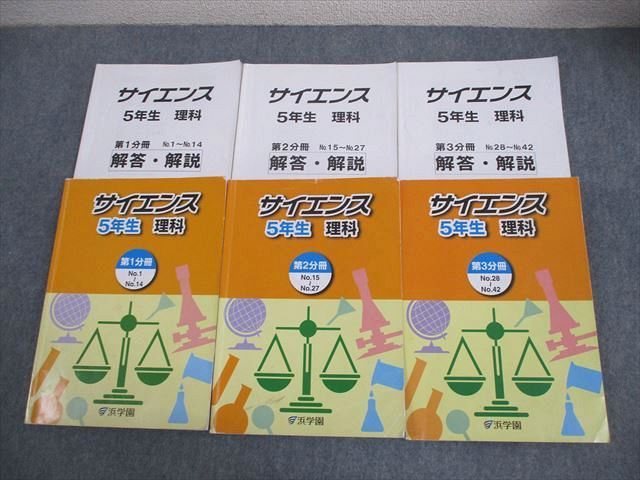 サイエンス
5年生 理科
第1分冊 No.1～No.14
解答・解説
サイエンス
5年生 理科
第2分冊 No.15～No.27
解答・解説
サイエンス
5年生 理科
第3分冊 No.28～No.42
解答・解説
サイエンス
5年生 理科
第1分冊
No.1
～
No.14
浜学園
サイエンス
5年生 理科
第2分冊
No.15
～
No.27
浜学園
サイエンス
5年生 理科
第3分冊
No.28
～
No.42
浜学園